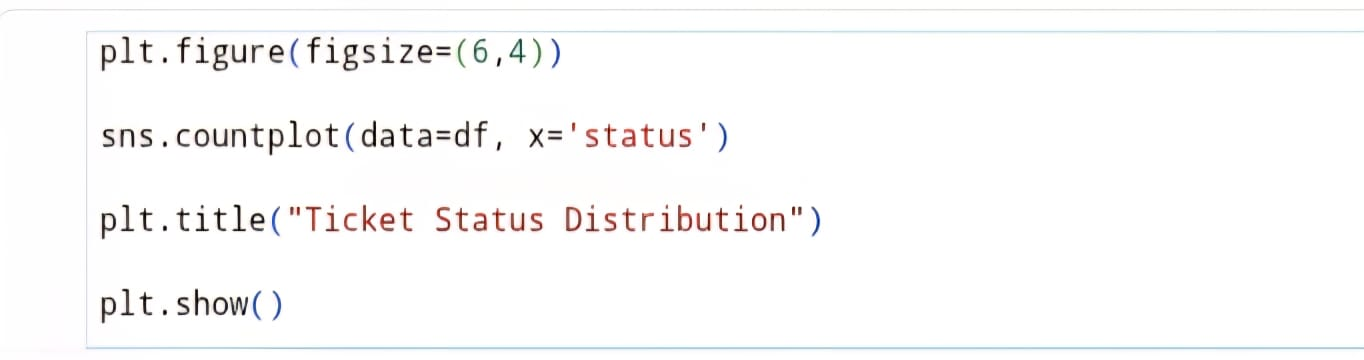 plt.figure(figsize=(6,4))
sns.countplot(data=df, x='status')
plt.title("Ticket Status Distribution")
plt.show()